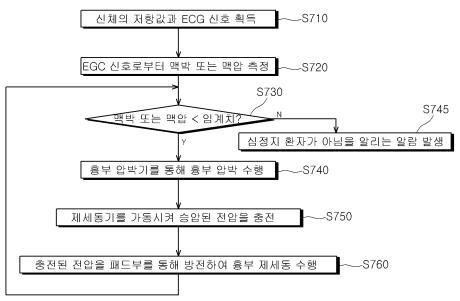 신체의 저항값과 ECG 신호 획득
S710
EGC 신호로부터 맥박 또는 맥압 측정
S720
S730
맥박 또는 맥압 < 임계치?
N
S745
심정지 환자가 아님을 알리는 알람 발생
Y
흉부 압박기를 통해 흉부 압박 수행
S740
제세동기를 가동시켜 승압된 전압을 충전
S750
충전된 전압을 패드부를 통해 방전하여 흉부 제세동 수행
S760